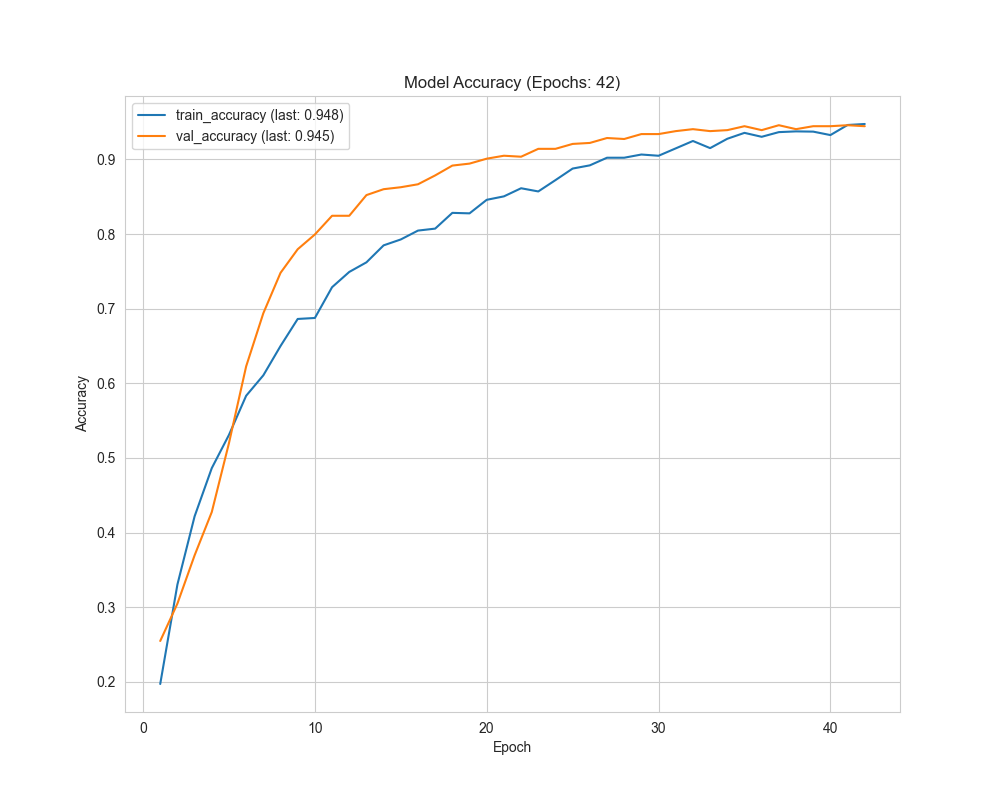 Model Accuracy (Epochs: 42)
train_accuracy (last: 0.948)
val_accuracy (last: 0.945)
Accuracy
0.9
0.8
0.7
0.6
0.5
0.4
0.3
0.2
0 10 20 30 40
Epoch